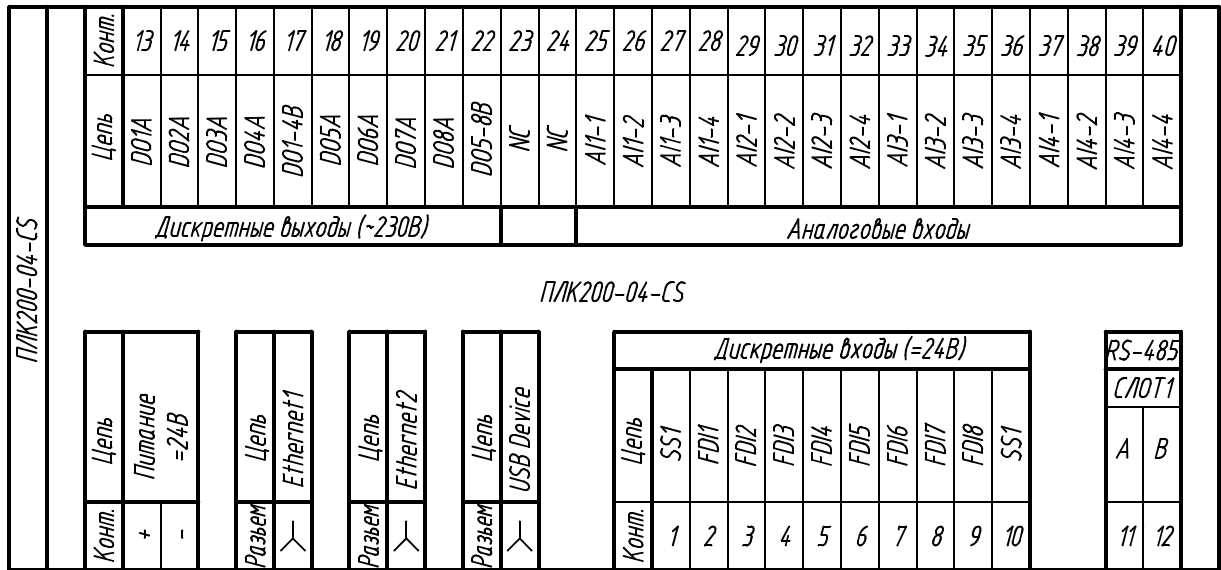 ПЛК200-04-CS
Конт. 13 14 15 16 17 18 19 20 21 22 23 24 25 26 27 28 29 30 31 32 33 34 35 36 37 38 39 40
Цепь DO1A DO2A DO3A DO4A DO1-4B DO5A DO6A DO7A DO8A DO5-8B NC NC AI1-1 AI1-2 AI1-3 AI1-4 AI2-1 AI2-2 AI2-3 AI2-4 AI3-1 AI3-2 AI3-3 AI3-4 AI4-1 AI4-2 AI4-3 AI4-4
Дискретные выходы (~230В) Аналоговые входы
ПЛК200-04-CS
Цепь Питание
=24В
Конт. + -
Цепь Ethernet1
Разъем
Цепь Ethernet2
Разъем
Цепь USB Device
Разъем
Дискретные входы (=24В)
Цепь SS1 FDI1 FDI2 FDI3 FDI4 FDI5 FDI6 FDI7 FDI8 SS1
Конт. 1 2 3 4 5 6 7 8 9 10
RS-485
СЛОТ1
A B
11 12